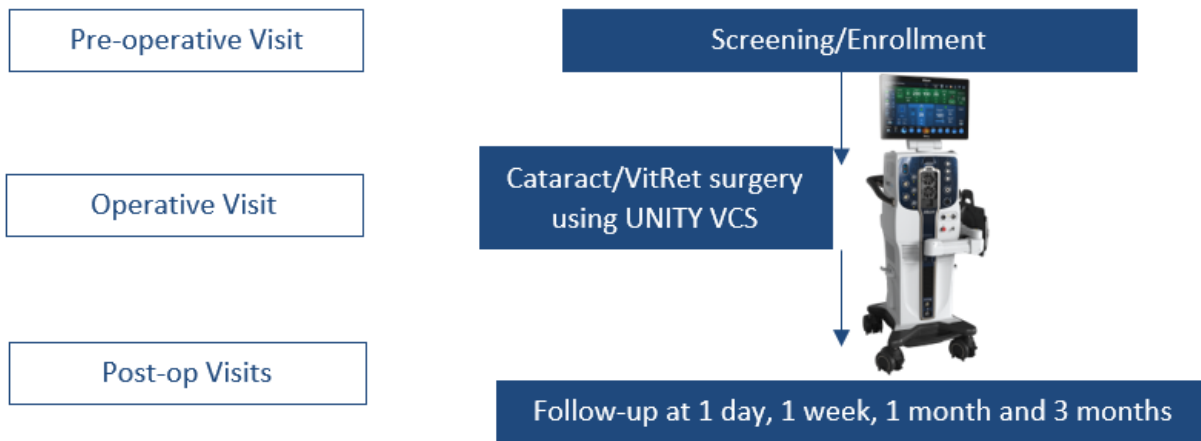 Pre-operative Visit
Screening/Enrollment
Operative Visit
Cataract/VitRet surgery
using UNITY VCS
Post-op Visits
Follow-up at 1 day, 1 week, 1 month and 3 months